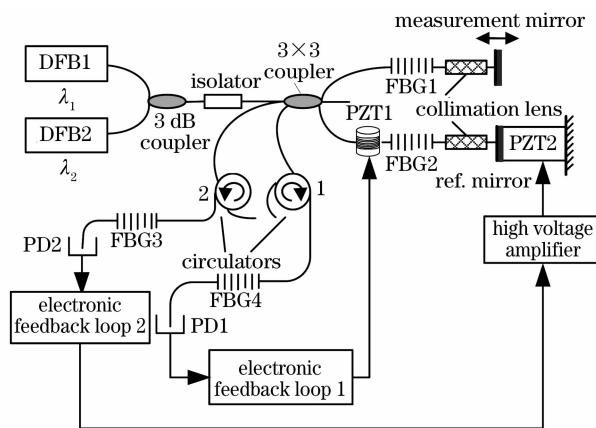 measurement mirror
3×3
coupler
DFB1
isolator
λ1
FBG1
PZT1
collimation lens
3 dB
coupler
DFB2
λ2
FBG2
PZT2
ref. mirror
2
1
FBG3
PD2
circulators
high voltage
amplifier
FBG4
electronic
feedback loop 2
PD1
electronic
feedback loop 1